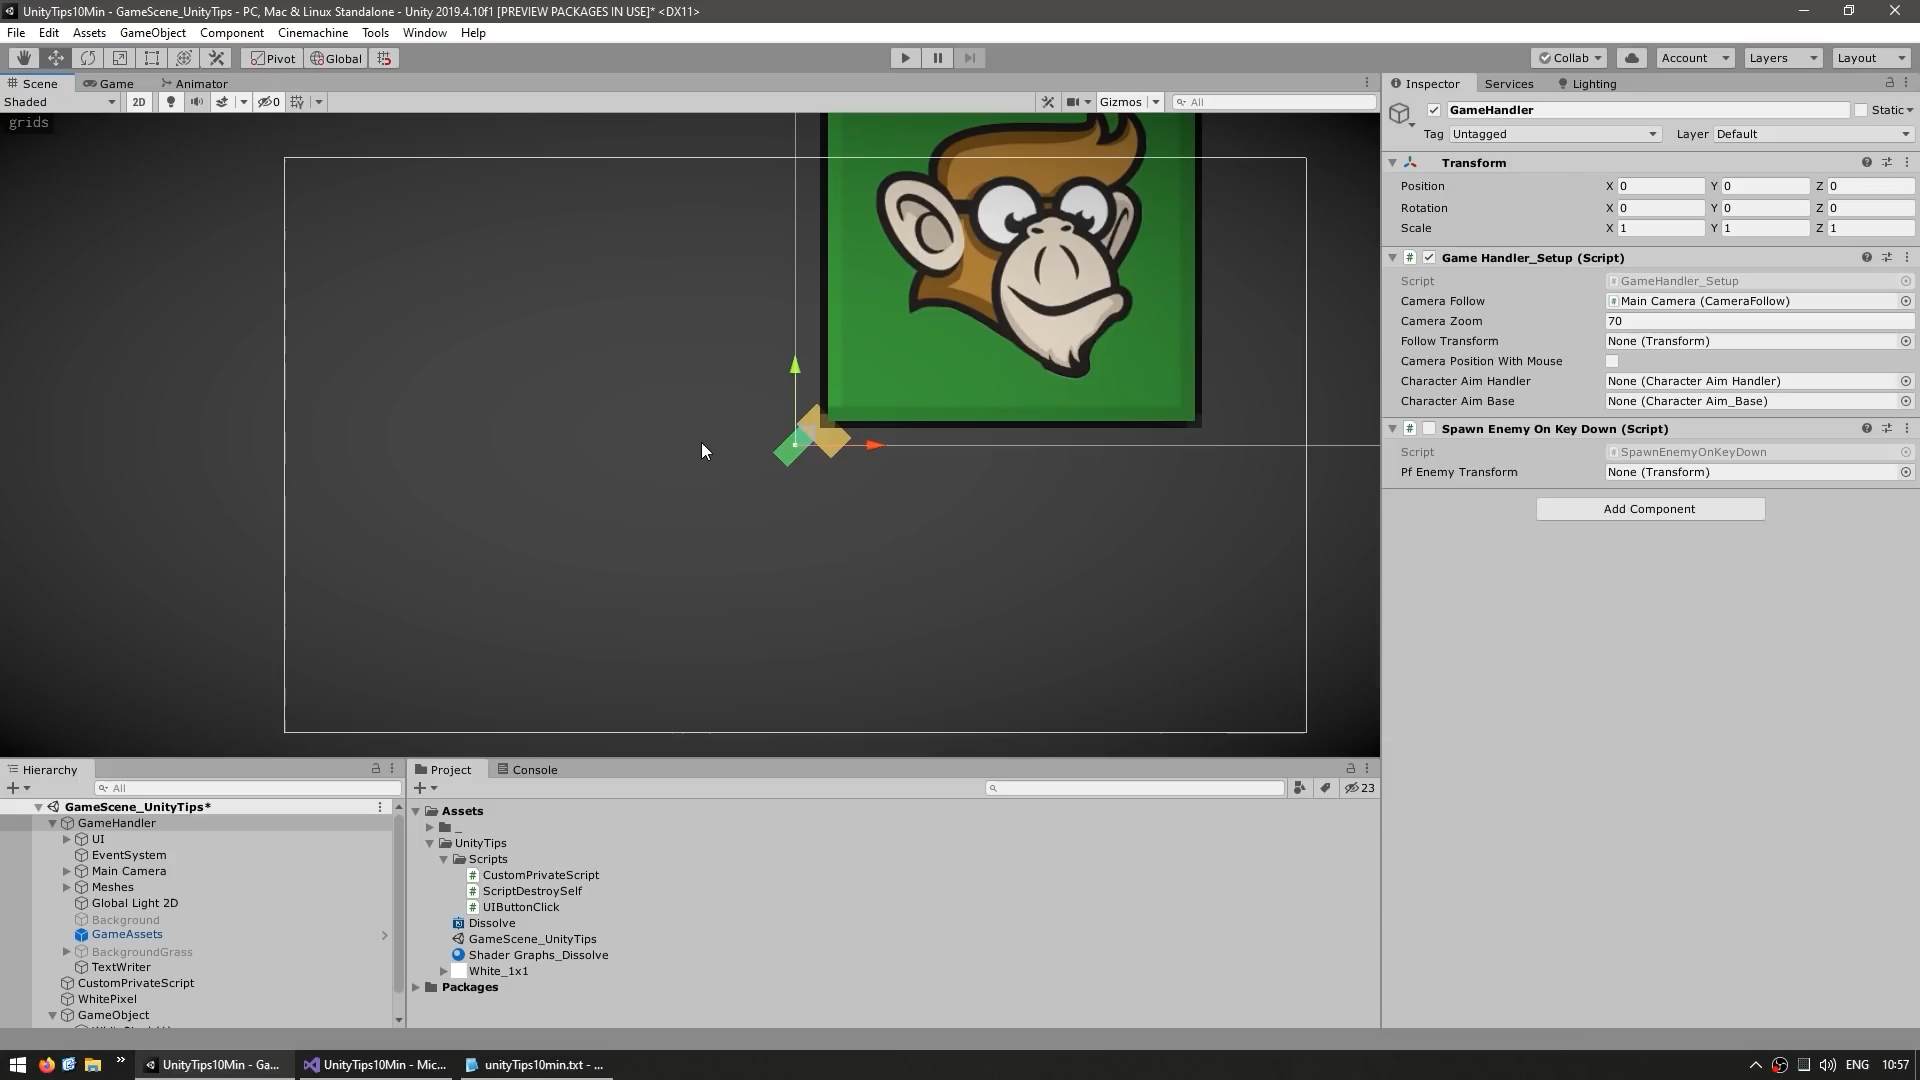 UnityTips10Min - GameScene_UnityTips - PC, Mac & Linux Standalone - Unity 2019.4.10f1 [PREVIEW PACKAGES IN USE]* <DX11>
File Edit Assets GameObject Component Cinemachine Tools Window Help
Pivot Global Collab Account Layers Layout
Scene Game Animator
Shaded 2D 0 Gizmos All
grids
Inspector Services Lighting
GameHandler Static
Tag Untagged Layer Default
Transform
Position X 0 Y 0 Z 0
Rotation X 0 Y 0 Z 0
Scale X 1 Y 1 Z 1
# Game Handler_Setup (Script)
Script GameHandler_Setup
Camera Follow Main Camera (CameraFollow)
Camera Zoom 70
Follow Transform None (Transform)
Camera Position With Mouse
Character Aim Handler None (Character Aim Handler)
Character Aim Base None (Character Aim_Base)
# Spawn Enemy On Key Down (Script)
Script SpawnEnemyOnKeyDown
Pf Enemy Transform None (Transform)
Add Component
Hierarchy
All
GameScene_UnityTips*
GameHandler
UI
EventSystem
Main Camera
Meshes
Global Light 2D
Background
GameAssets
BackgroundGrass
TextWriter
CustomPrivateScript
WhitePixel
GameObject
Project Console
23
Assets
_
UnityTips
Scripts
CustomPrivateScript
ScriptDestroySelf
UIButtonClick
Dissolve
GameScene_UnityTips
Shader Graphs_Dissolve
White_1x1
Packages
UnityTips10Min - Ga... UnityTips10Min - Mic... unityTips10min.txt - ... ENG 10:57